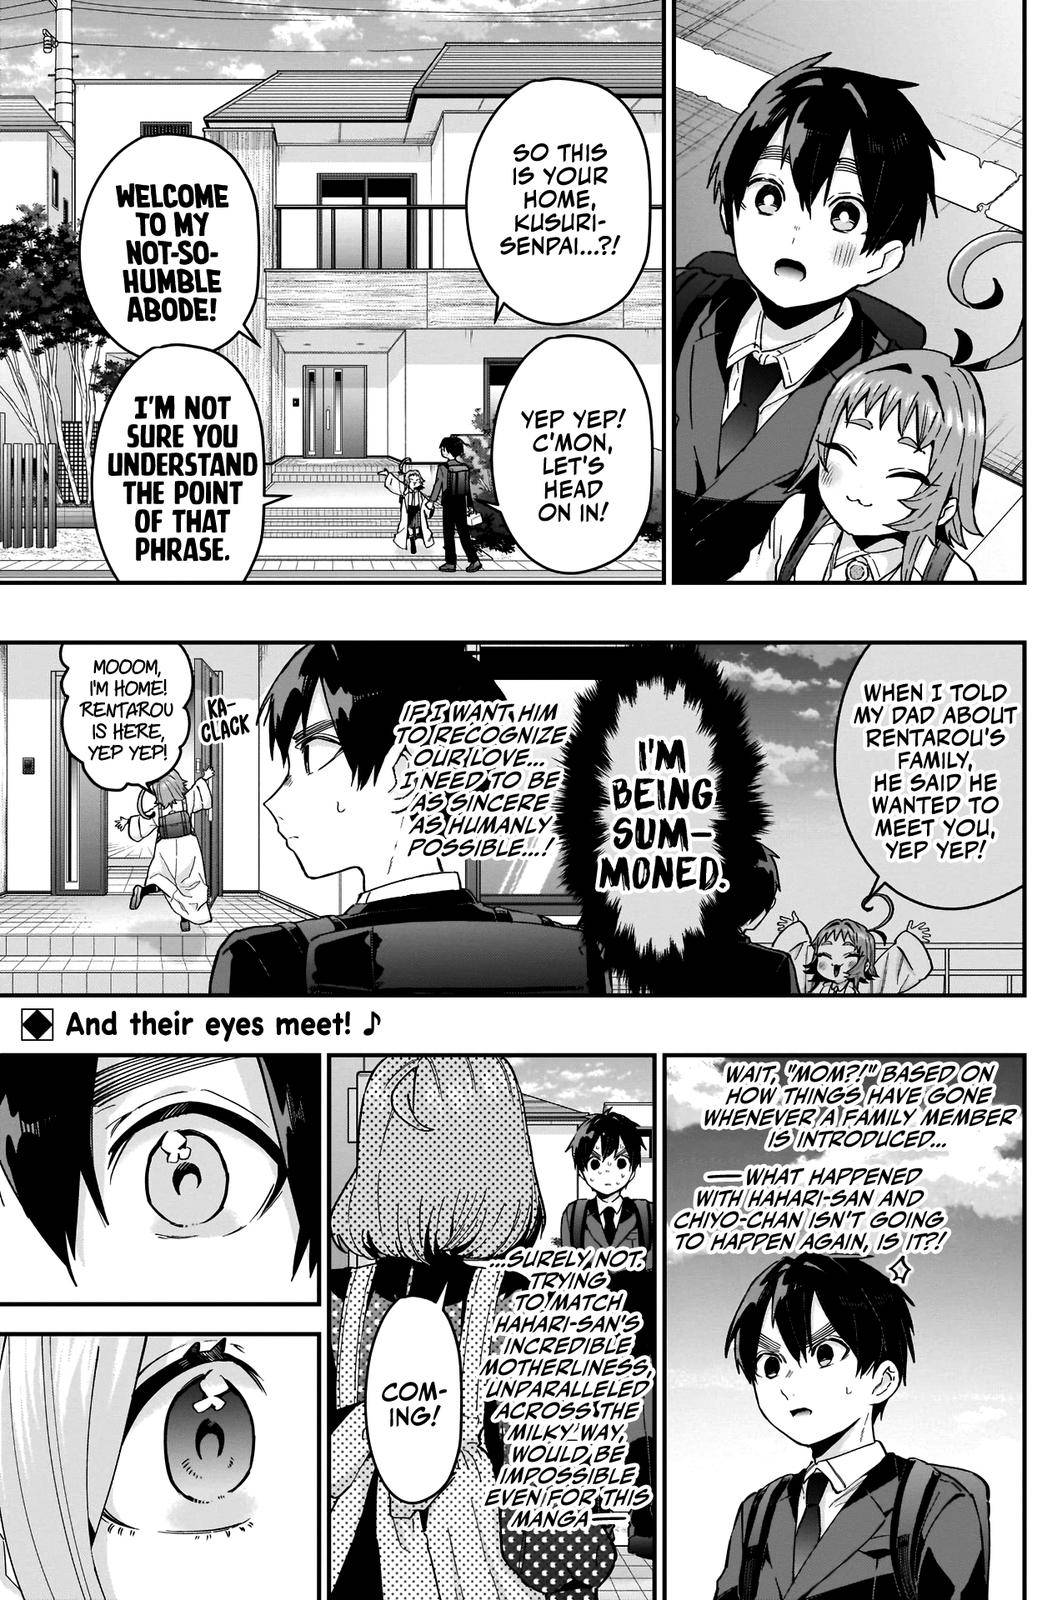 SO THIS
IS YOUR
HOME,
KUSURI-
SENPAI...?!
YEP YEP!
C'MON,
LET'S
HEAD
ON IN!
WELCOME
TO MY
NOT-SO-
HUMBLE
ABODE!
I'M NOT
SURE YOU
UNDERSTAND
THE POINT
OF THAT
PHRASE.
WHEN I TOLD
MY DAD ABOUT
RENTAROU'S
FAMILY,
HE SAID HE
WANTED TO
MEET YOU,
YEP YEP!
I'M
BEING
SUM-
MONED.
IF I WANT HIM
TO RECOGNIZE
OUR LOVE...
I NEED TO BE
AS SINCERE
AS HUMANLY
POSSIBLE...!
KA-
CLACK
MOOOM,
I'M HOME!
RENTAROU
IS HERE,
YEP YEP!
And their eyes meet! ♪
WAIT, "MOM?!" BASED ON
HOW THINGS HAVE GONE
WHENEVER A FAMILY MEMBER
IS INTRODUCED...
—WHAT HAPPENED
WITH HAHARI-SAN AND
CHIYO-CHAN ISN'T GOING
TO HAPPEN AGAIN, IS IT?!
...SURELY NOT.
TRYING
TO MATCH
HAHARI-SAN'S
INCREDIBLE
MOTHERLINESS,
UNPARALLELED
ACROSS THE
MILKY WAY,
WOULD BE
IMPOSSIBLE
EVEN FOR THIS
MANGA—
COM-
ING!